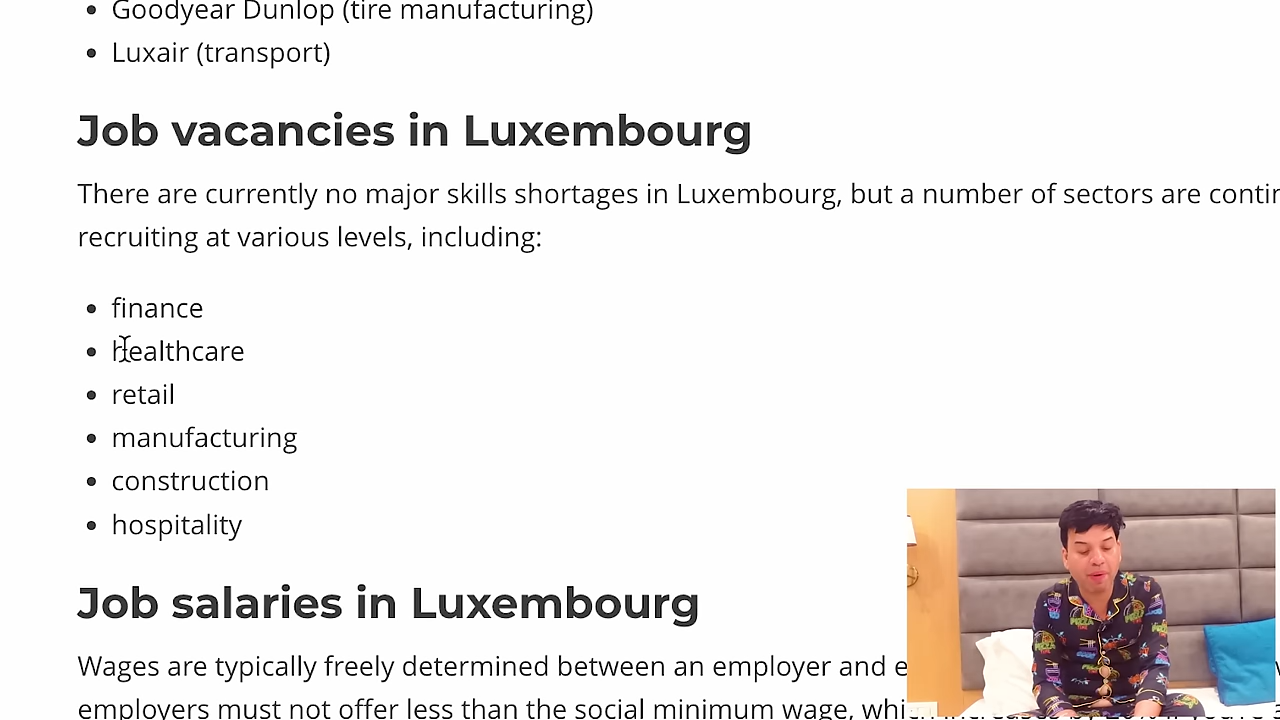 Goodyear Dunlop (tire manufacturing)
Luxair (transport)
Job vacancies in Luxembourg
There are currently no major skills shortages in Luxembourg, but a number of sectors are
recruiting at various levels, including:
finance
healthcare
retail
manufacturing
construction
hospitality
Job salaries in Luxembourg
Wages are typically freely determined between an employer and
employers must not offer less than the social minimum wage,
PIZZA
PIZZA